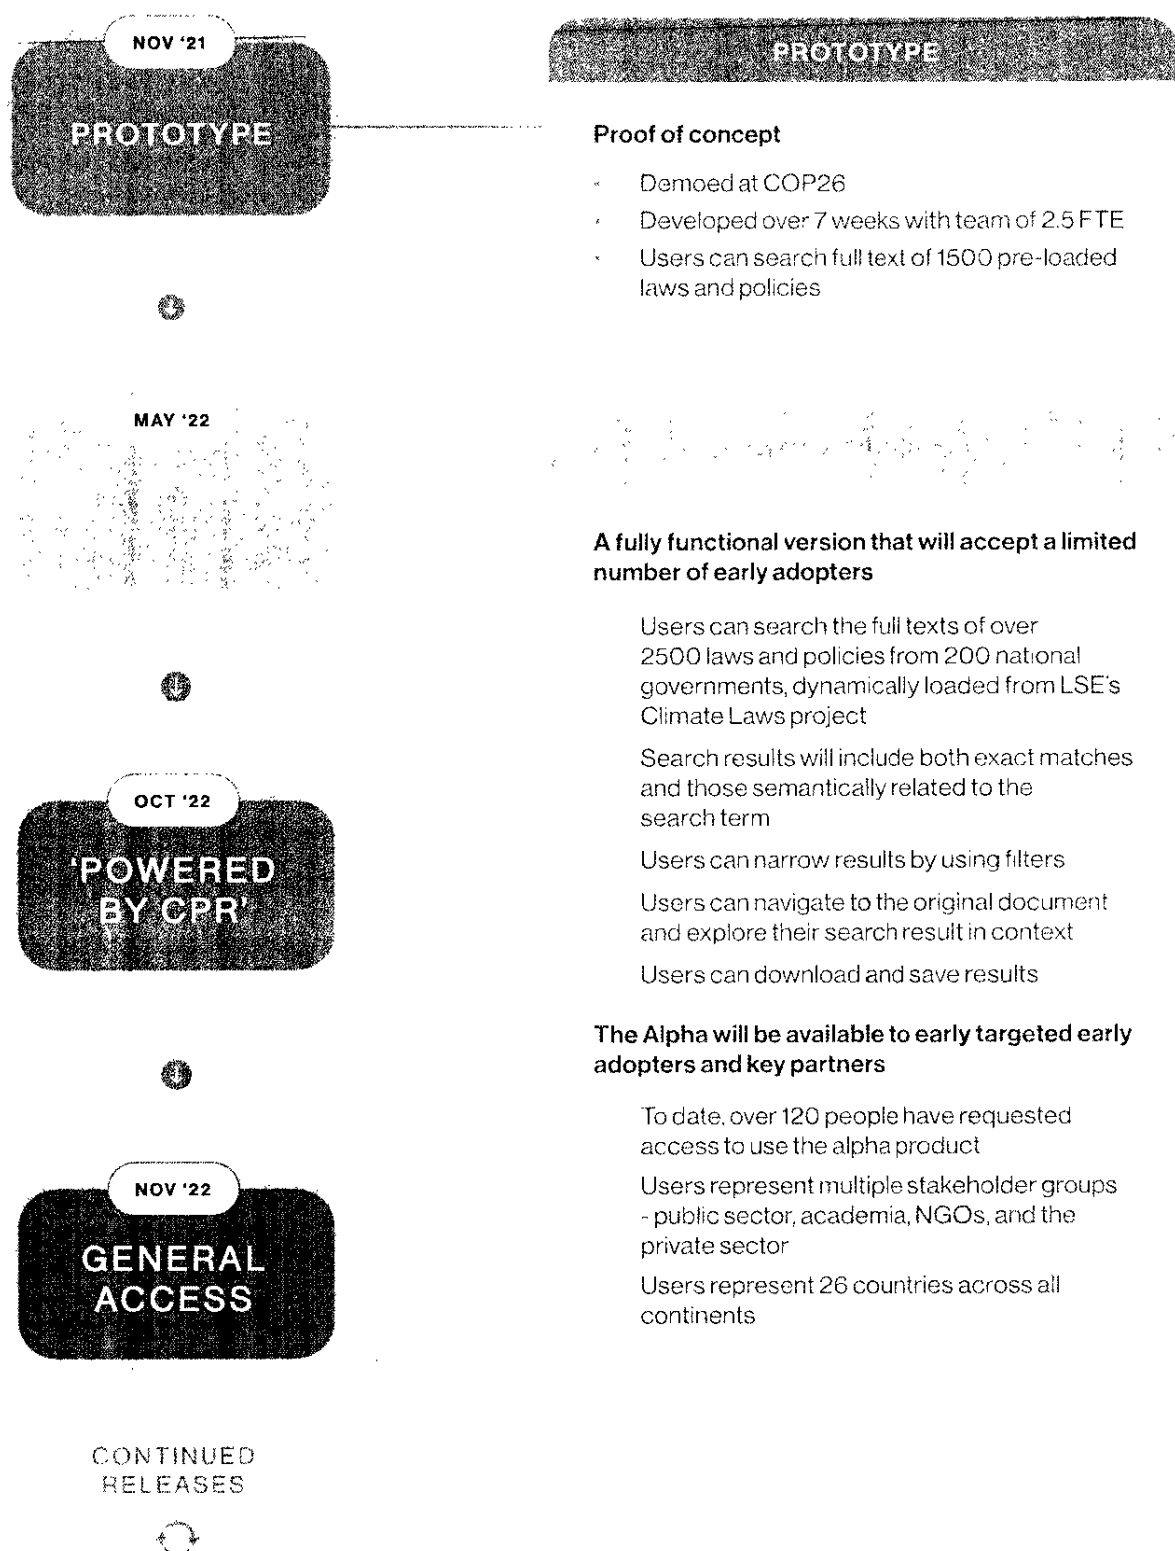 NOV '21
PROTOTYPE
MAY '22
OCT '22
'POWERED
BY CPR'
NOV '22
GENERAL
ACCESS
CONTINUED
RELEASES
PROTOTYPE
Proof of concept
Demoed at COP26
Developed over 7 weeks with team of 2.5 FTE
Users can search full text of 1500 pre-loaded
laws and policies
A fully functional version that will accept a limited
number of early adopters
Users can search the full texts of over
2500 laws and policies from 200 national
governments, dynamically loaded from LSE's
Climate Laws project
Search results will include both exact matches
and those semantically related to the
search term
Users can narrow results by using filters
Users can navigate to the original document
and explore their search result in context
Users can download and save results
The Alpha will be available to early targeted early
adopters and key partners
To date, over 120 people have requested
access to use the alpha product
Users represent multiple stakeholder groups
- public sector, academia, NGOs, and the
private sector
Users represent 26 countries across all
continents